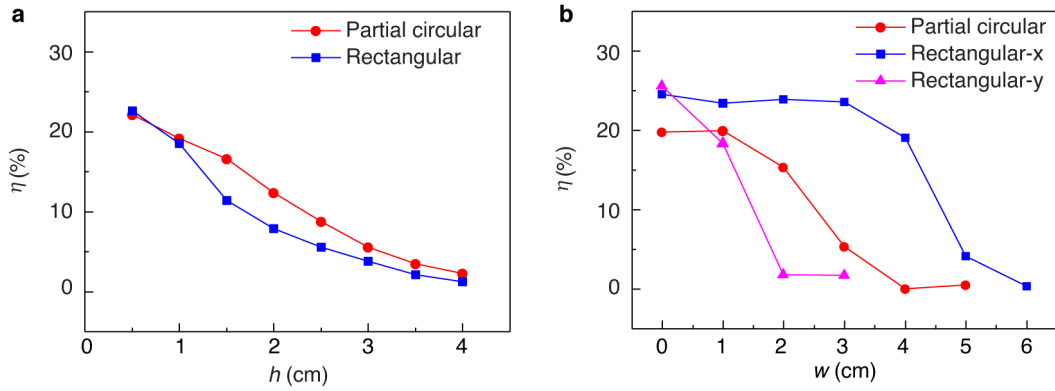 a
Partial circular
Rectangular
30
20
10
0
η (%)
0 1 2 3 4
h (cm)
b
Partial circular
Rectangular-x
Rectangular-y
30
20
10
0
η (%)
0 1 2 3 4 5 6
w (cm)